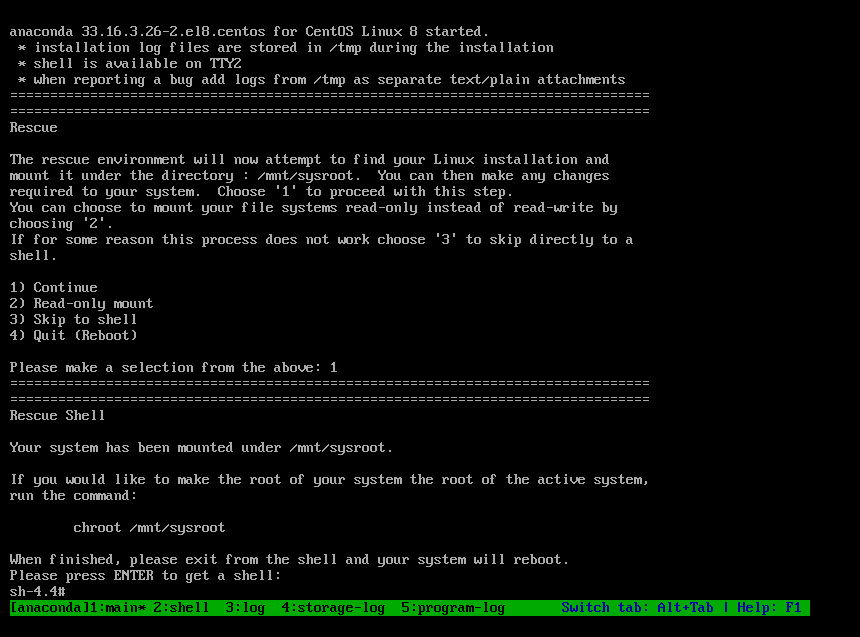 anaconda 33.16.3.26-2.el8.centos for CentOS Linux 8 started.
 * installation log files are stored in /tmp during the installation
 * shell is available on TTY2
 * when reporting a bug add logs from /tmp as separate text/plain attachments
================================================================================
================================================================================
Rescue

The rescue environment will now attempt to find your Linux installation and
mount it under the directory : /mnt/sysroot.  You can then make any changes
required to your system.  Choose '1' to proceed with this step.
You can choose to mount your file systems read-only instead of read-write by
choosing '2'.
If for some reason this process does not work choose '3' to skip directly to a
shell.

1) Continue
2) Read-only mount
3) Skip to shell
4) Quit (Reboot)

Please make a selection from the above: 1
================================================================================
================================================================================
Rescue Shell

Your system has been mounted under /mnt/sysroot.

If you would like to make the root of your system the root of the active system,
run the command:

        chroot /mnt/sysroot

When finished, please exit from the shell and your system will reboot.
Please press ENTER to get a shell:
sh-4.4#
[anaconda]1:main* 2:shell  3:log  4:storage-log  5:program-log       Switch tab: Alt+Tab | Help: F1